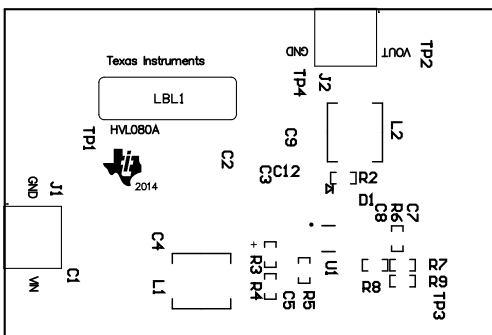 GND
VOUT
TP2
J2
TP4
Texas Instruments
LBL1
HVL080A
TP1
2014
C9
L2
C2
C3
C12
R2
D1
GND
J1
VIN
C1
C4
L1
+
R3
R4
C5
R5
U1
C8
R6
C7
R7
R8
R9
TP3